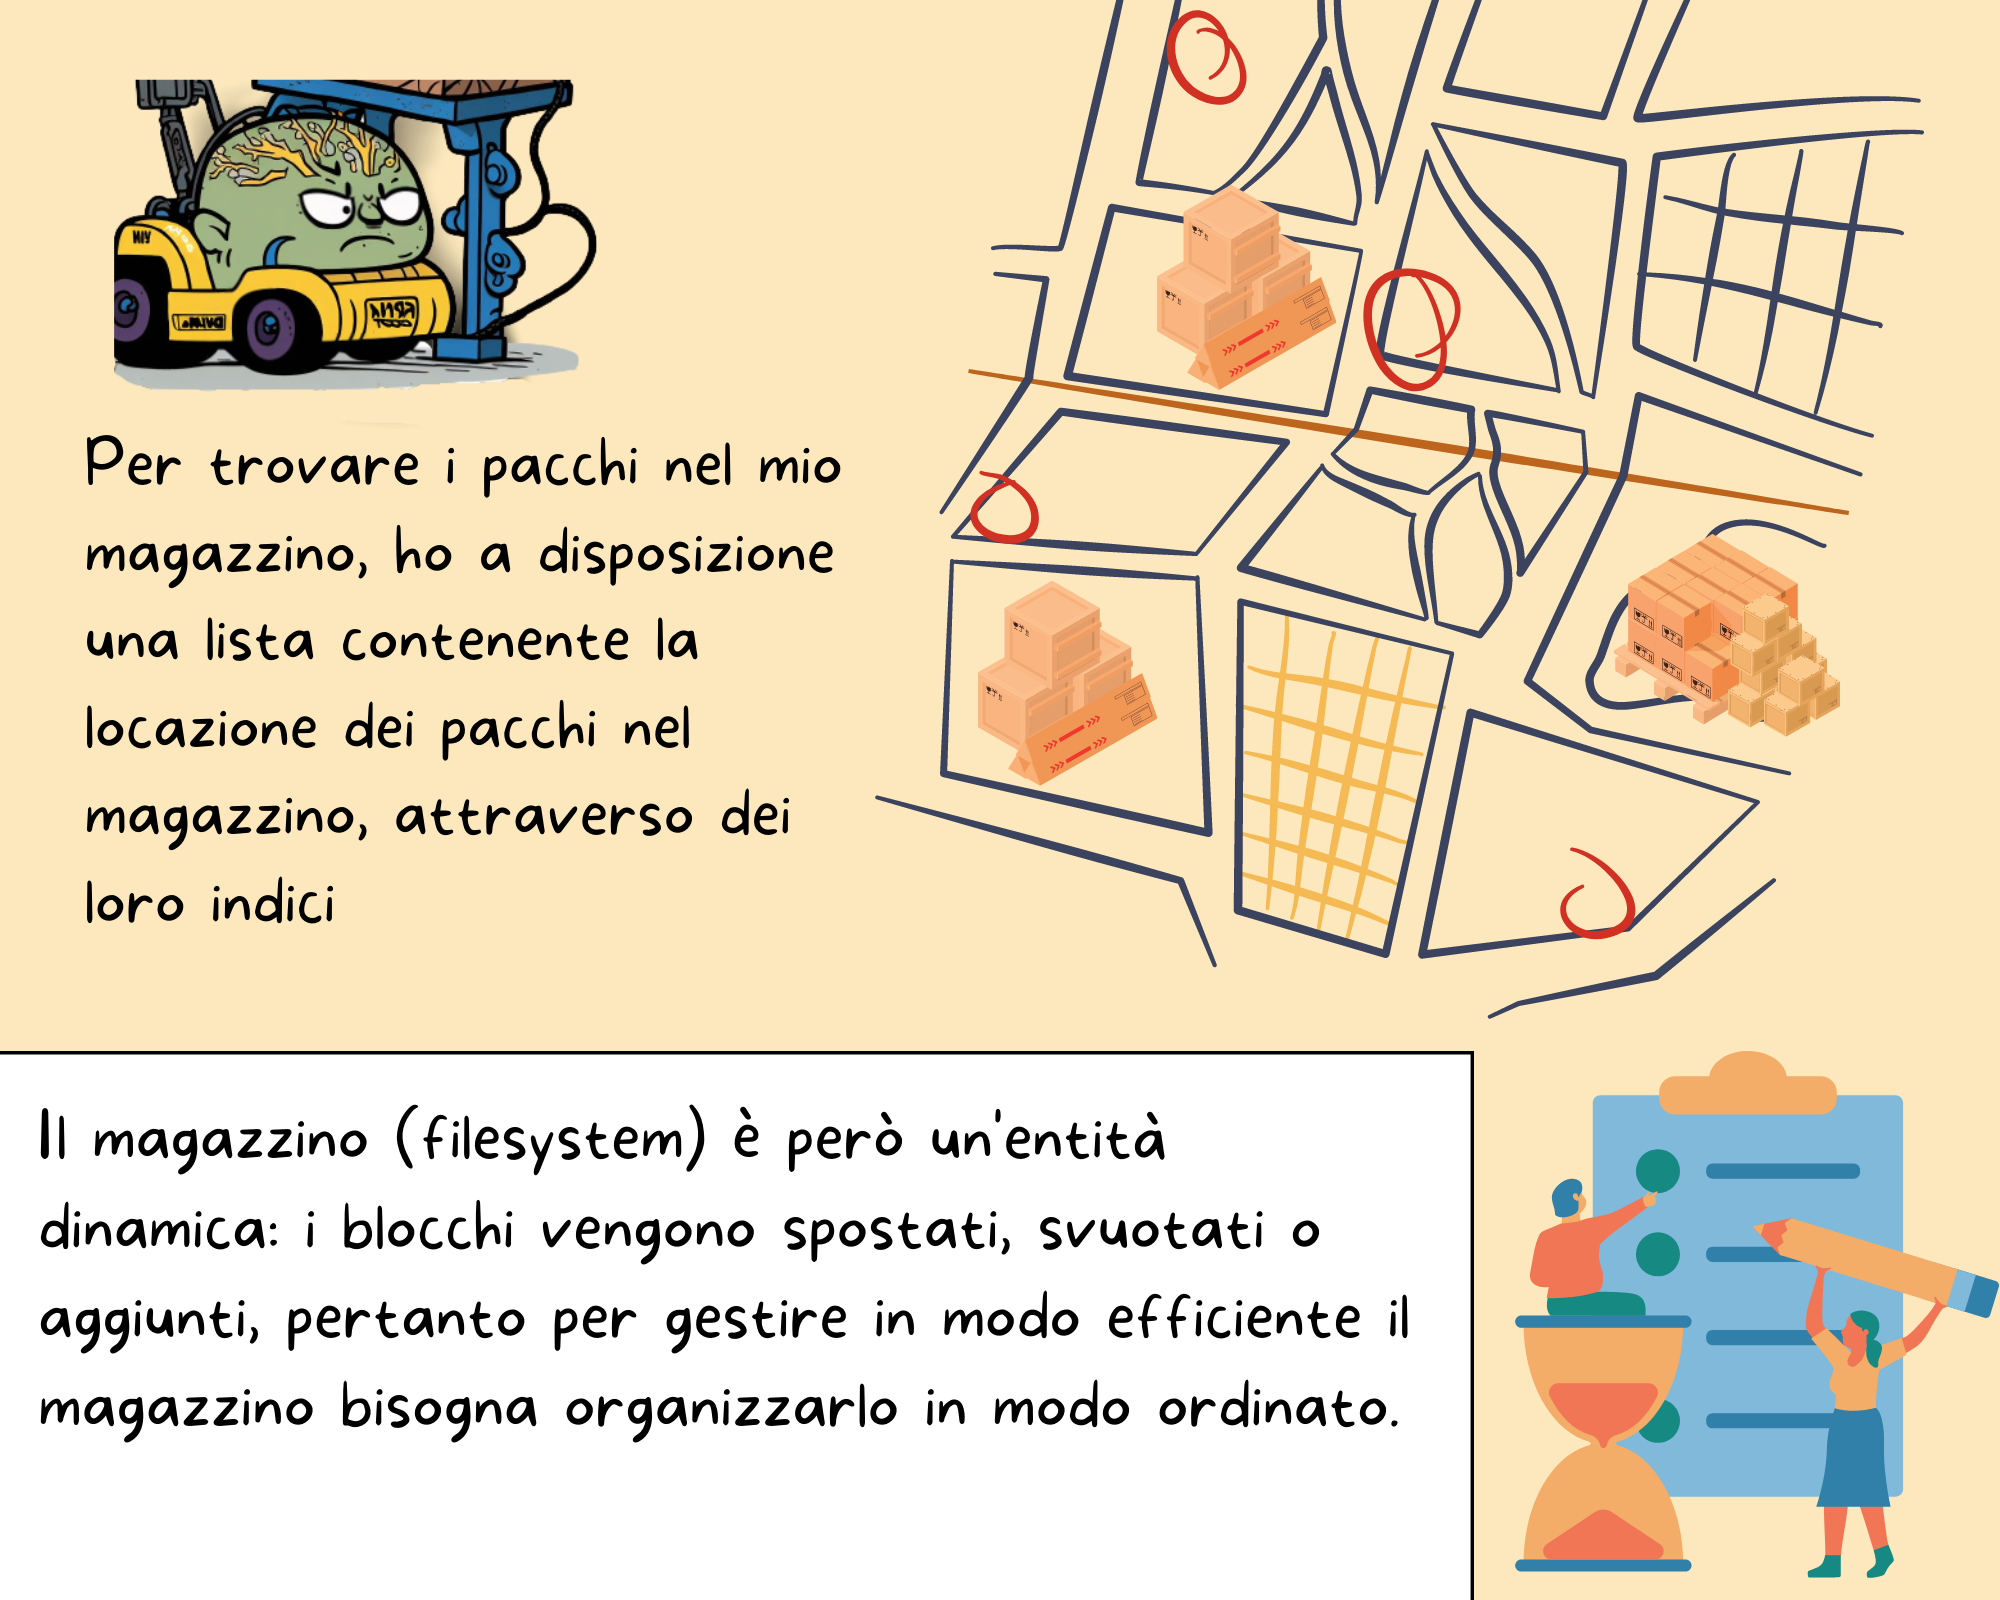 Per trovare i pacchi nel mio
magazzino, ho a disposizione
una lista contenente la
locazione dei pacchi nel
magazzino, attraverso dei
loro indici
Il magazzino (filesystem) è però un'entità
dinamica: i blocchi vengono spostati, svuotati o
aggiunti, pertanto per gestire in modo efficiente il
magazzino bisogna organizzarlo in modo ordinato.